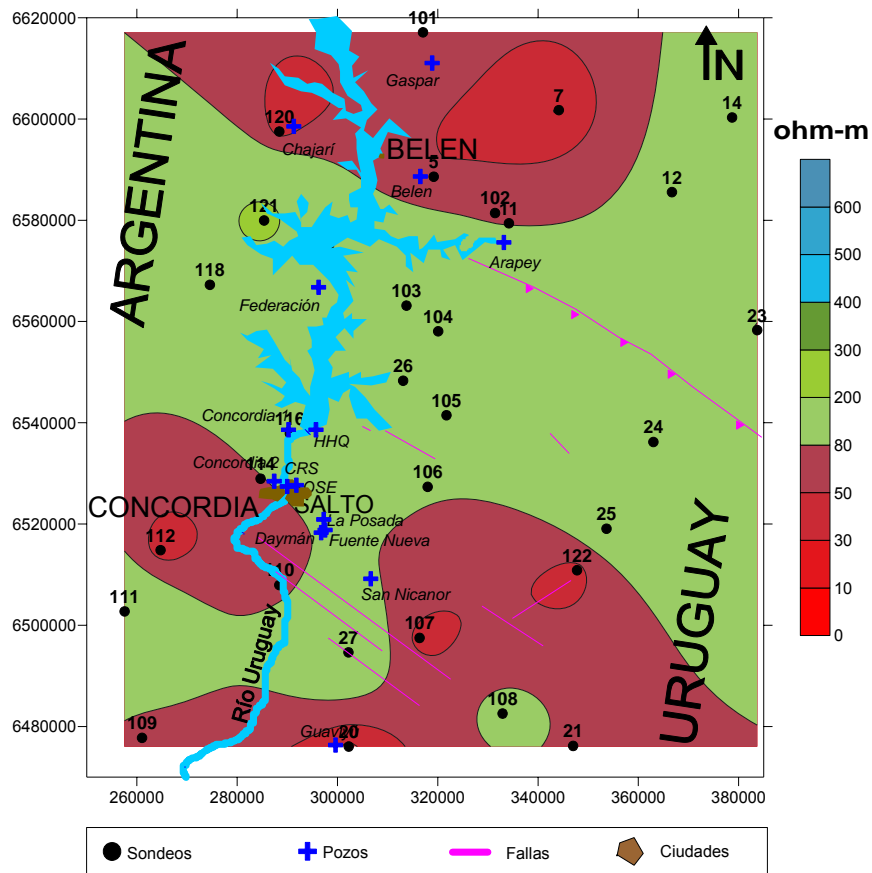 6620000
6600000
6580000
6560000
6540000
6520000
6500000
6480000
260000
280000
300000
320000
340000
360000
380000
ARGENTINA
URUGUAY
N
101
Gaspar
7
14
120
Chajarí
BELEN
5
Belen
12
102
11
121
Arapey
118
Federación
103
104
23
26
105
Concordia 1
116
HHQ
24
Concordia 2
114
CRS
OSE
106
CONCORDIA
SALTO
La Posada
Daymán
Fuente Nueva
25
112
110
San Nicanor
122
111
107
27
Río Uruguay
108
109
Guaviyú
20
21
ohm-m
600
500
400
300
200
80
50
30
10
0
Sondeos
Pozos
Fallas
Ciudades